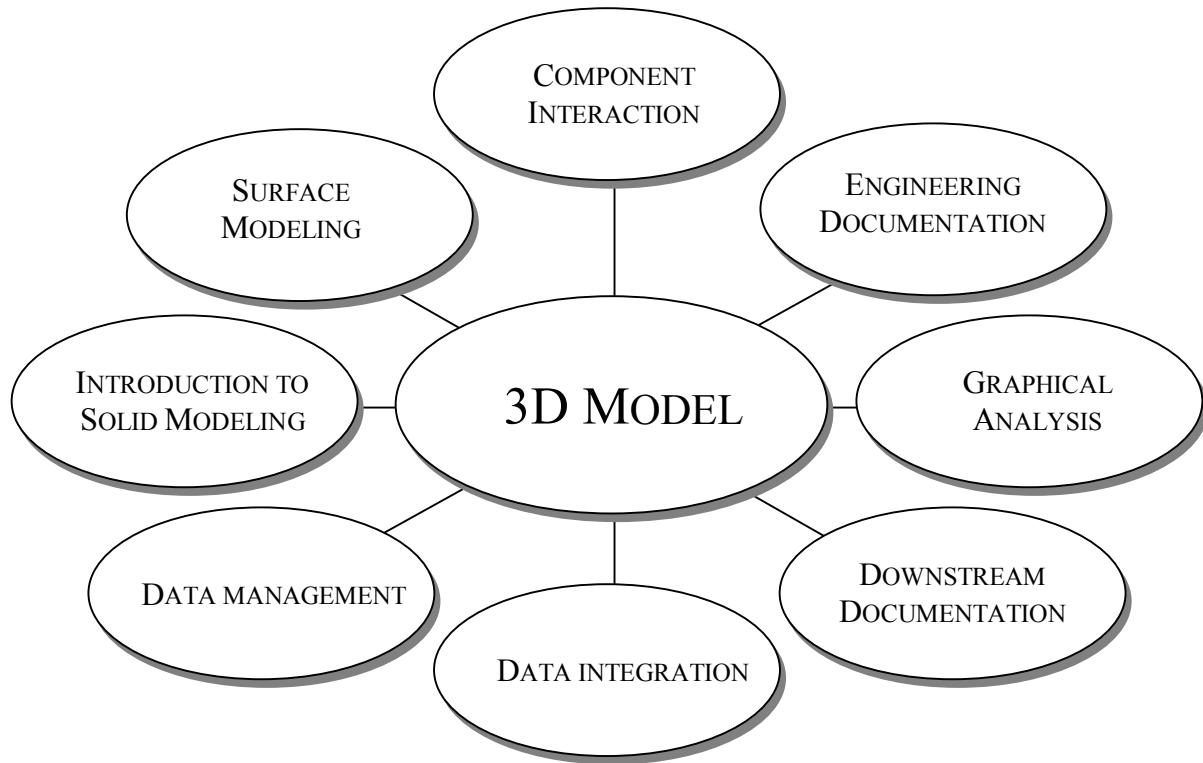 COMPONENT
INTERACTION
SURFACE
MODELING
ENGINEERING
DOCUMENTATION
INTRODUCTION TO
SOLID MODELING
3D MODEL
GRAPHICAL
ANALYSIS
DATA MANAGEMENT
DOWNSTREAM
DOCUMENTATION
DATA INTEGRATION